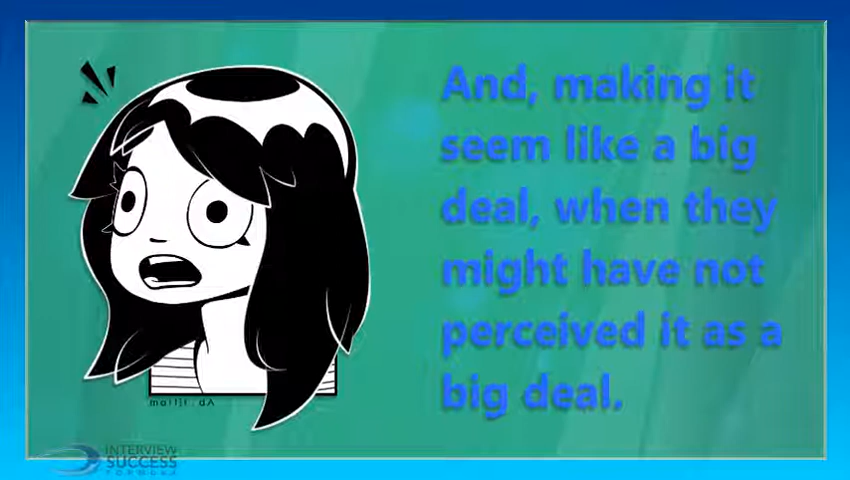 And, making it
seem like a big
deal, when they
might have not
perceived it as a
big deal.
INTERVIEW
SUCCESS
FORMULA